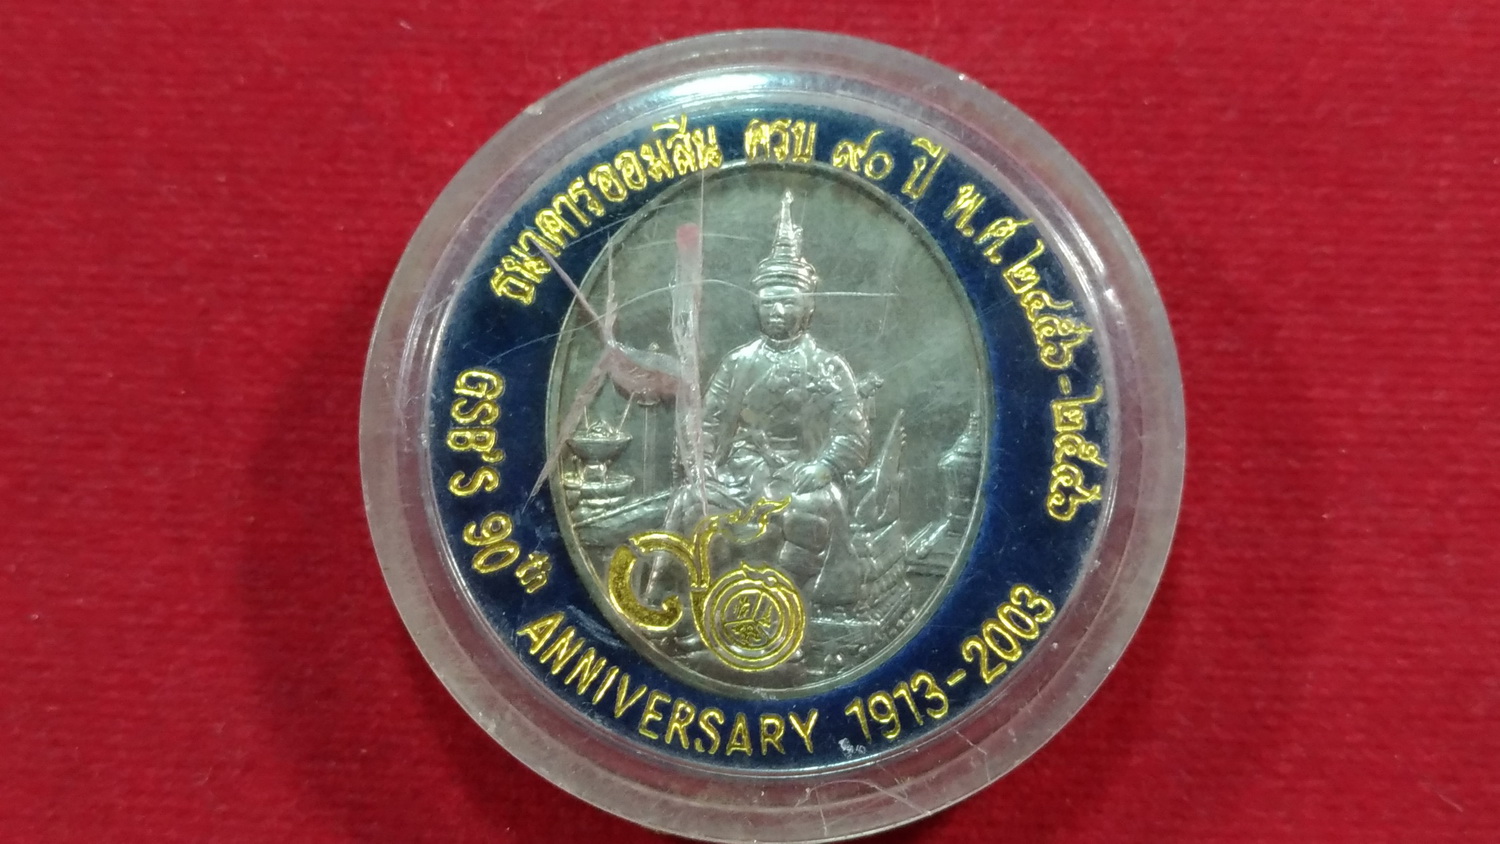 ธนาคารออมสิน ครบ ๙๐ ปี พ.ศ. ๒๔๕๖-๒๕๔๖
GSB'S 90th ANNIVERSARY 1913-2003
๙๐